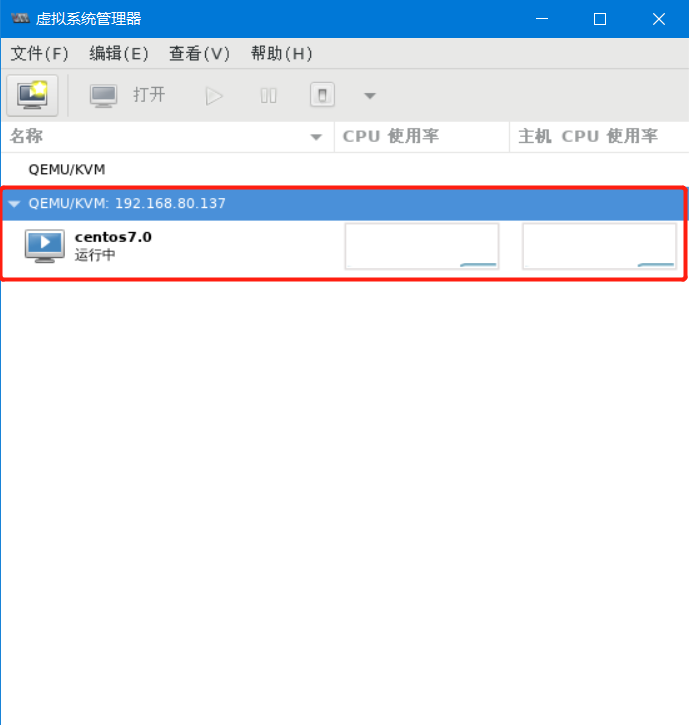 虚拟系统管理器
文件(F) 编辑(E) 查看(V) 帮助(H)
打开
名称 CPU 使用率 主机 CPU 使用率
QEMU/KVM
QEMU/KVM: 192.168.80.137
centos7.0
运行中